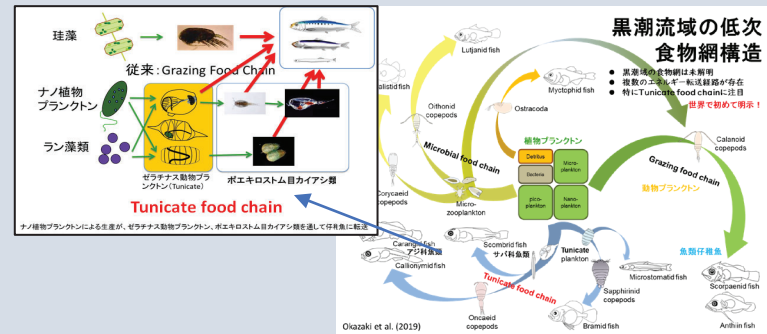 珪藻
従来：Grazing Food Chain
ナノ植物
プランクトン
ラン藻類
ゼラチナス動物プラ
ンクトン(Tunicate)
ポエキロストム目カイアシ類
Tunicate food chain
ナノ植物プランクトンによる生産が、ゼラチナス動物プランクトン、ポエキロストム目カイアシ類を通して仔稚魚に転送
黒潮流域の低次
食物網構造
● 黒潮域の食物網は未解明
● 複数のエネルギー転送経路が存在
● 特にTunicate food chainに注目
世界で初めて明示！
Lutjanid fish
alistid fish
Myctophid fish
Oithonid
copepods
Ostracoda
Calanoid
copepods
Microbial food chain
植物プランクトン
Detritus
Bacteria
Micro-
plankton
pico-
plankton
Nano-
plankton
Grazing food chain
動物プランクトン
Corycaeid
copepods
Micro-
zooplankton
Carangid fish
アジ科魚類
Callionymid fish
Scombrid fish
サバ科魚類
Tunicate
plankton
Tunicate food chain
魚類仔稚魚
Microstomatid fish
Sapphirinid
copepods
Scorpaenid fish
Oncaeid
copepods
Bramid fish
Anthiin fish
Okazaki et al. (2019)